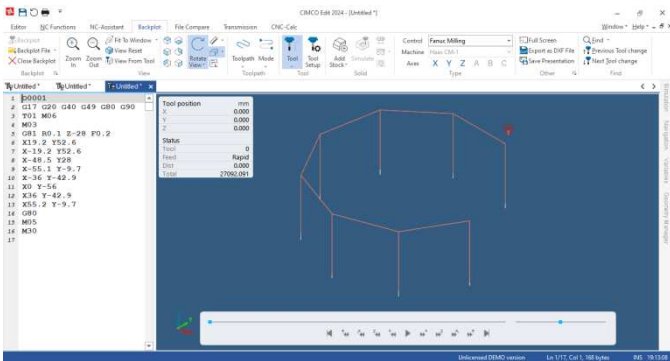 CIMCO Edit 2024 - [Untitled *]
Editor NC Functions NC-Assistant Backplot File Compare Transmission CNC-Calc Window Help
Backplot
Backplot File
Close Backplot
Zoom In
Zoom Out
Fit To Window
View Reset
View From Tool
Rotate View
Toolpath
Mode
Tool
Tool Setup
Add Stock
Simulate
Control Fanuc Milling
Machine Haas CM-1
Axes X Y Z A B C
Full Screen
Export as DXF File
Save Presentation
Find
Previous Tool change
Next Tool change
Backplot View Toolpath Tool Solid Type Other Find
Untitled * Untitled * Untitled *
1 O0001
2 G17 G20 G40 G49 G80 G90
3 T01 M06
4 M03
5 G81 R0.1 Z-28 F0.2
6 X19.2 Y52.6
7 X-19.2 Y52.6
8 X-48.5 Y28
9 X-55.1 Y-9.7
10 X-36 Y-42.9
11 X0 Y-56
12 X36 Y-42.9
13 X55.2 Y-9.7
14 G80
15 M05
16 M30
17
Tool position mm
X 0.000
Y 0.000
Z 0.000
Status
Tool 0
Feed Rapid
Dist 0.000
Total 27092.091
Simulation
Navigation
Variables
Geometry Manager
Unlicensed DEMO version Ln 1/17, Col 1, 168 bytes INS 19:13:08